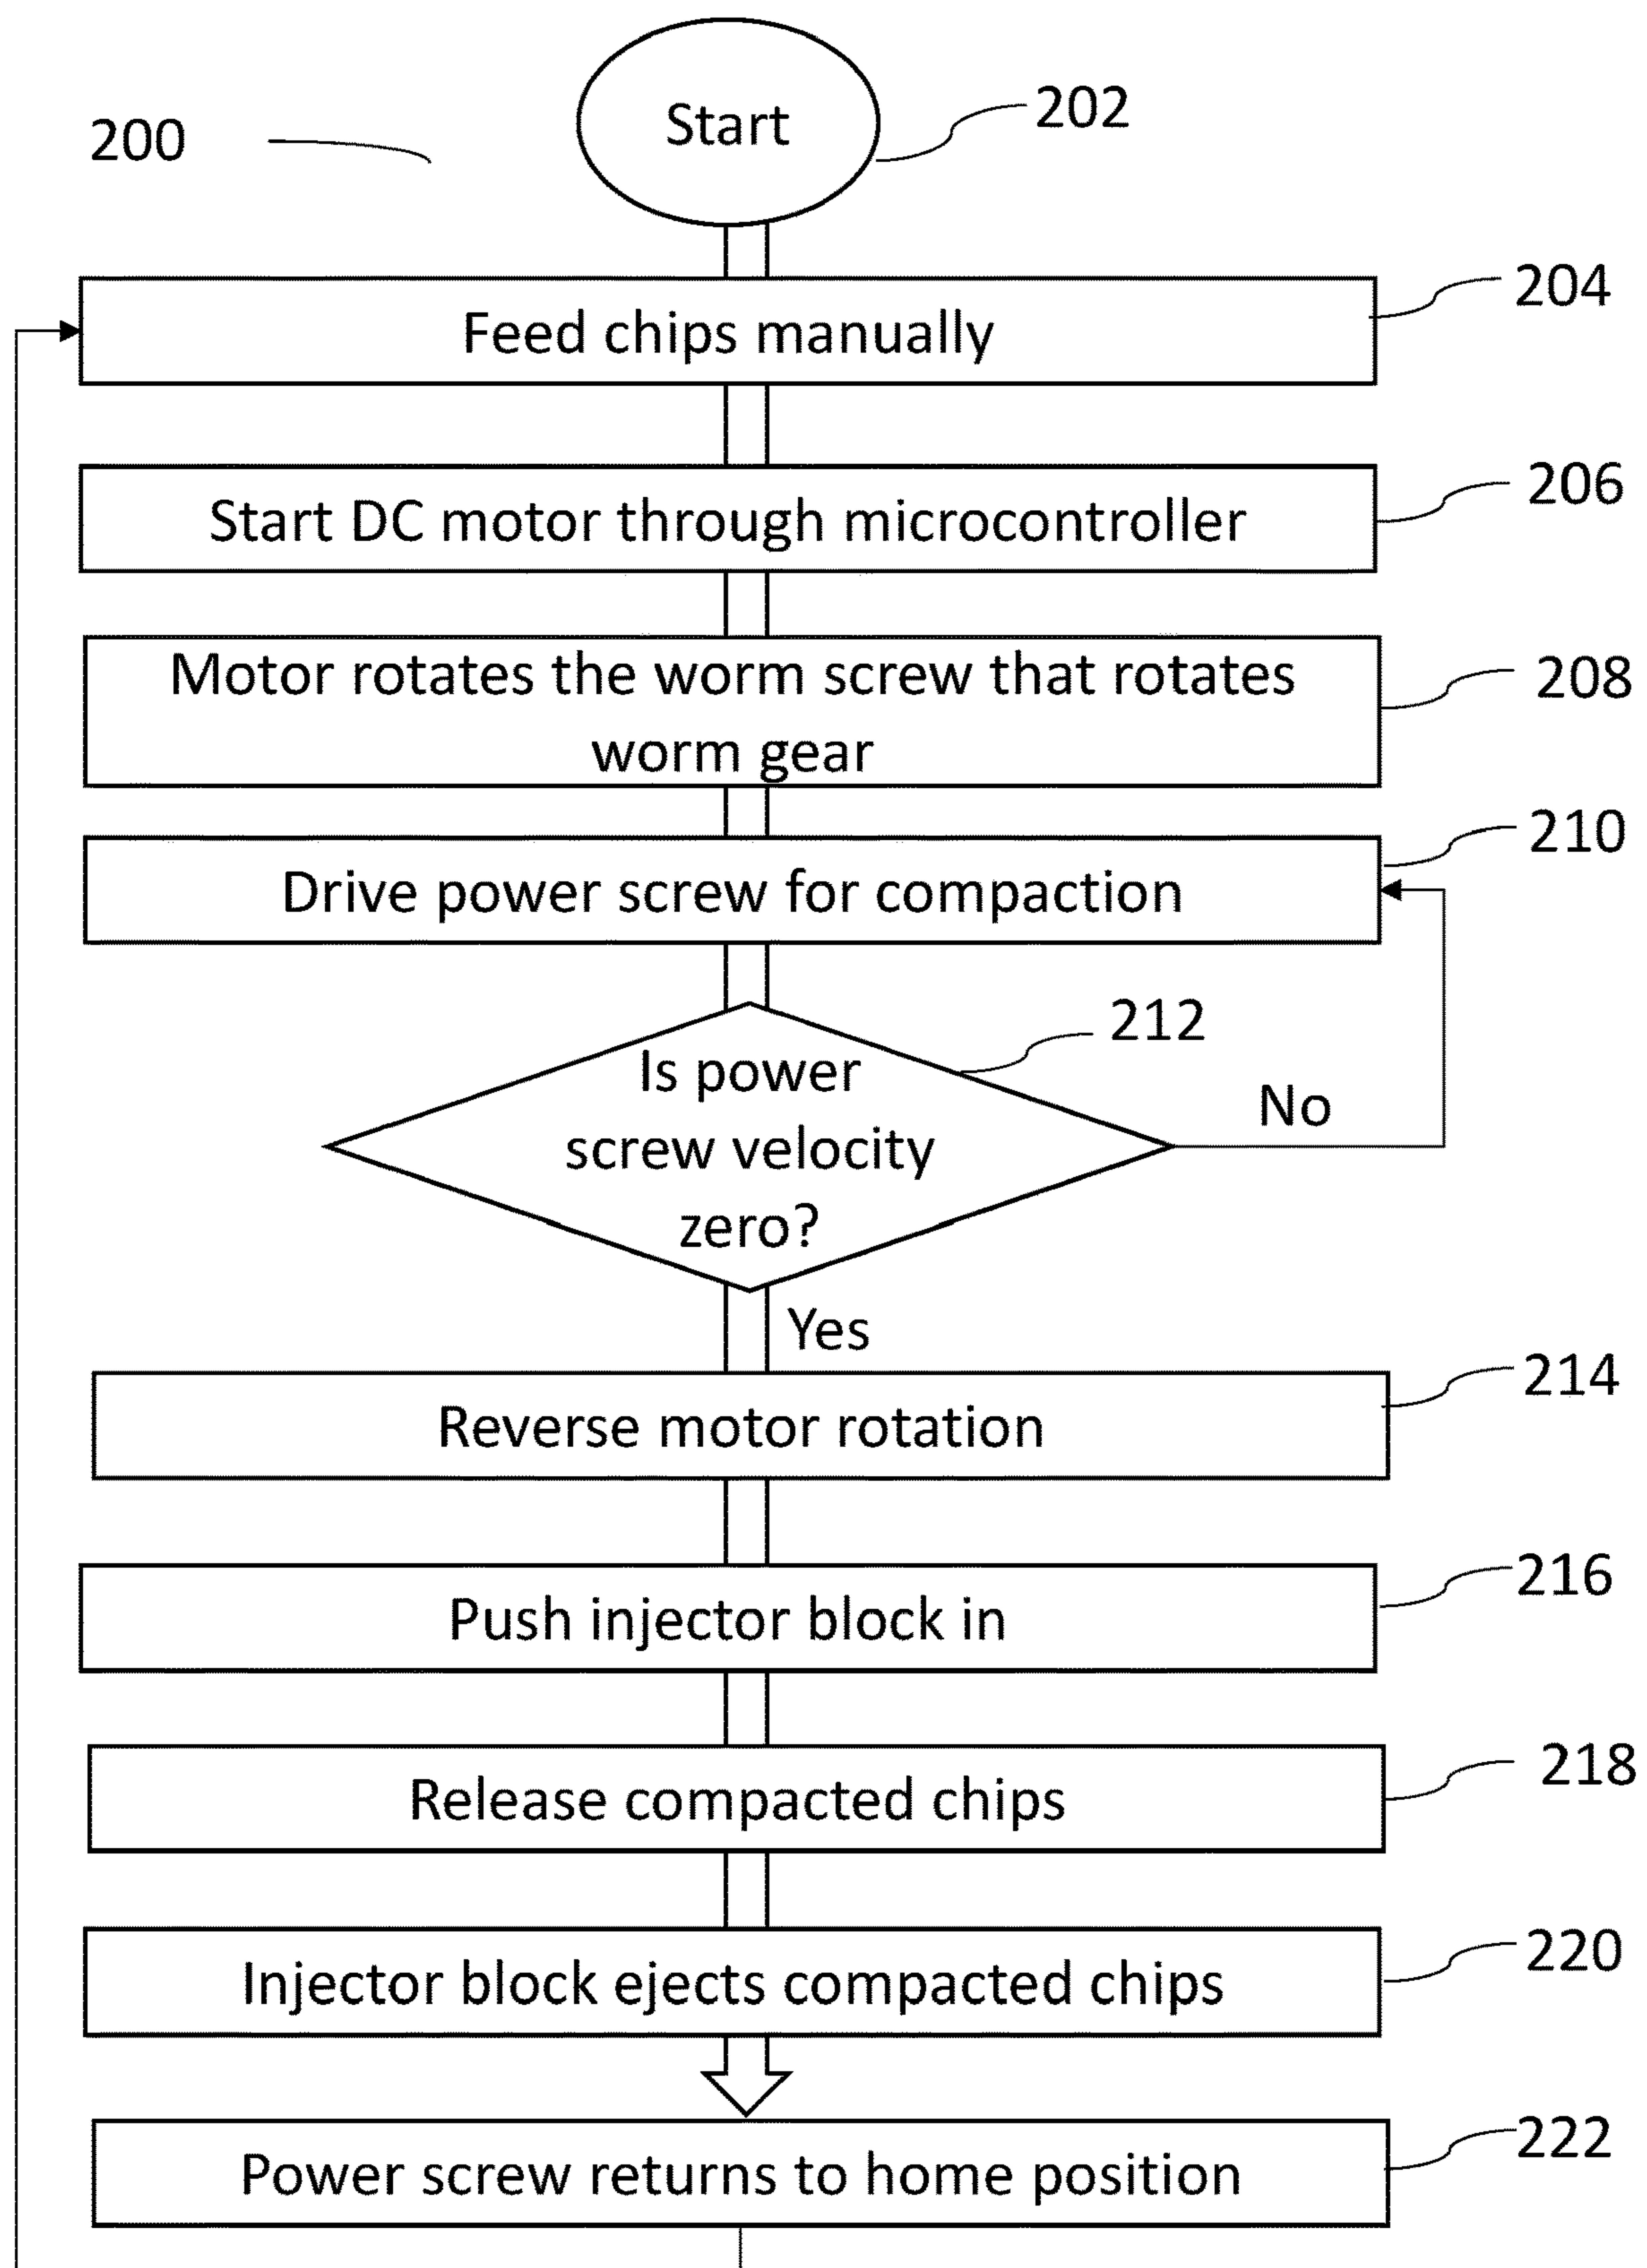 Start
202
200
204
Feed chips manually
206
Start DC motor through microcontroller
208
Motor rotates the worm screw that rotates
worm gear
210
Drive power screw for compaction
212
Is power
screw velocity
zero?
No
Yes
214
Reverse motor rotation
216
Push injector block in
218
Release compacted chips
220
Injector block ejects compacted chips
222
Power screw returns to home position